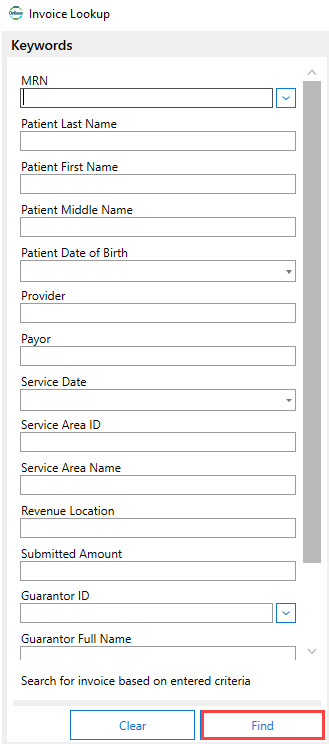 OnBase Invoice Lookup
Keywords
MRN
Patient Last Name
Patient First Name
Patient Middle Name
Patient Date of Birth
Provider
Payor
Service Date
Service Area ID
Service Area Name
Revenue Location
Submitted Amount
Guarantor ID
Guarantor Full Name
Search for invoice based on entered criteria
Clear Find